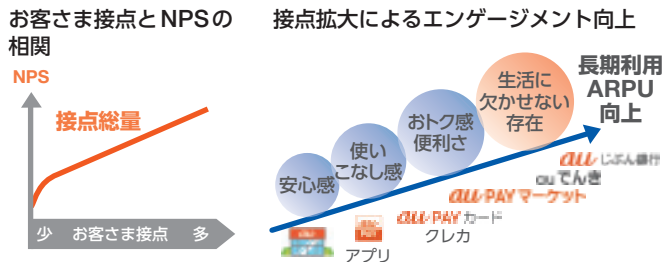 お客さま接点とNPSの
相関
NPS
接点総量
少 お客さま接点 多
接点拡大によるエンゲージメント向上
安心感
使い
こなし感
おトク感
便利さ
生活に
欠かせない
存在
長期利用
ARPU
向上
au じぶん銀行
auでんき
au PAY マーケット
au PAY カード
クレカ
アプリ